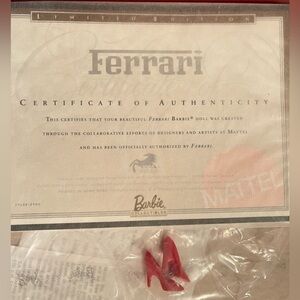 LIMITED EDITION
Ferrari
CERTIFICATE OF AUTHENTICITY
THIS CERTIFIES THAT YOUR BEAUTIFUL FERRARI BARBIE® DOLL WAS CREATED
THROUGH THE COLLABORATIVE EFFORTS OF DESIGNERS AND ARTISTS AT MATTEL
AND HAS BEEN OFFICIALLY AUTHORIZED BY FERRARI.
MATTEL
Barbie
COLLECTIBLES